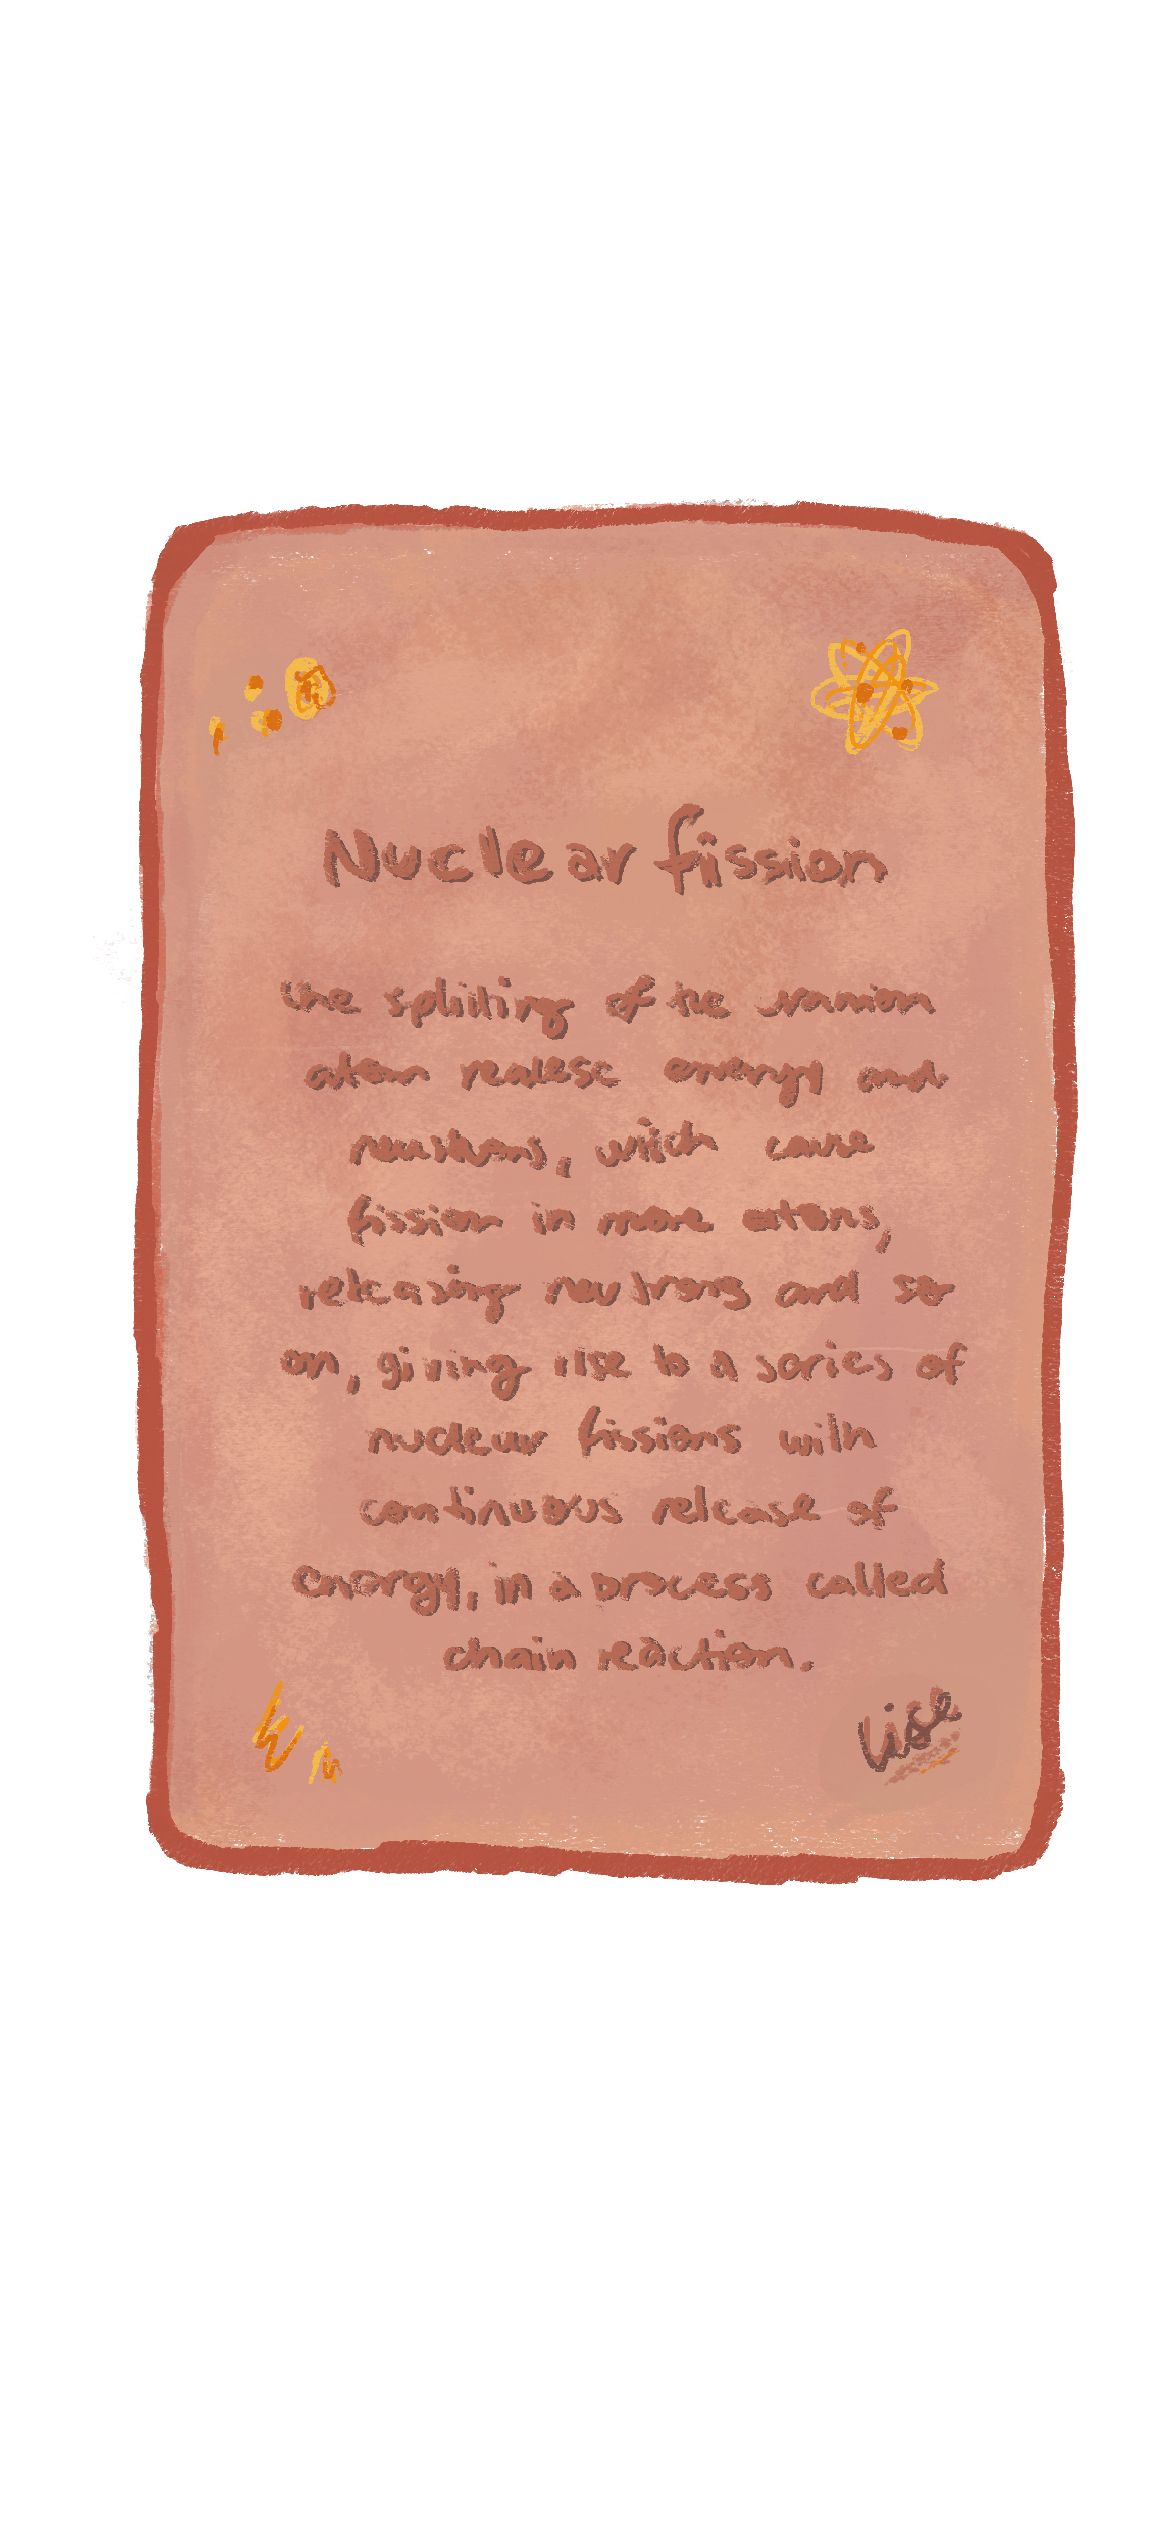 Nuclear fission
the splitting of the uranium
atom realese energy and
neutrons, which cause
fission in more atoms,
releasing neutrons and so
on, giving rise to a series of
nuclear fissions with
continuous release of
energy, in a process called
chain reaction.
Lise